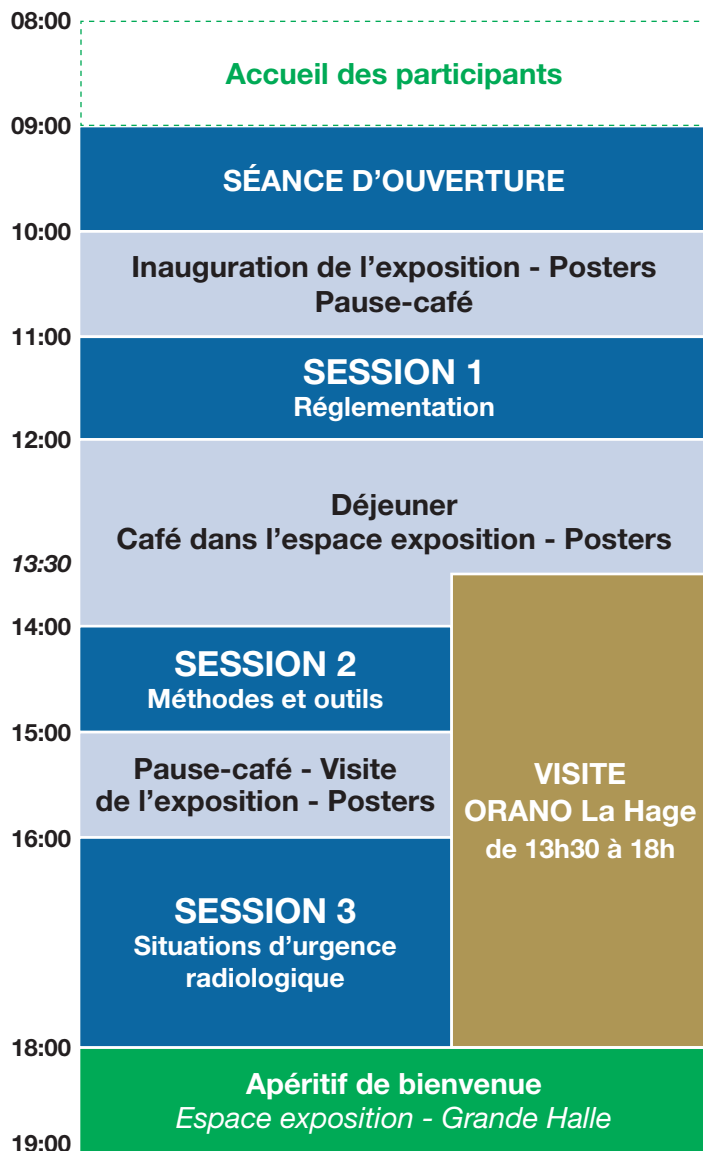 08:00
Accueil des participants
09:00
SÉANCE D'OUVERTURE
10:00
Inauguration de l'exposition - Posters
Pause-café
11:00
SESSION 1
Réglementation
12:00
Déjeuner
Café dans l'espace exposition - Posters
13:30
14:00
SESSION 2
Méthodes et outils
15:00
Pause-café - Visite
de l'exposition - Posters
VISITE
ORANO La Hage
de 13h30 à 18h
16:00
SESSION 3
Situations d'urgence
radiologique
18:00
Apéritif de bienvenue
Espace exposition - Grande Halle
19:00